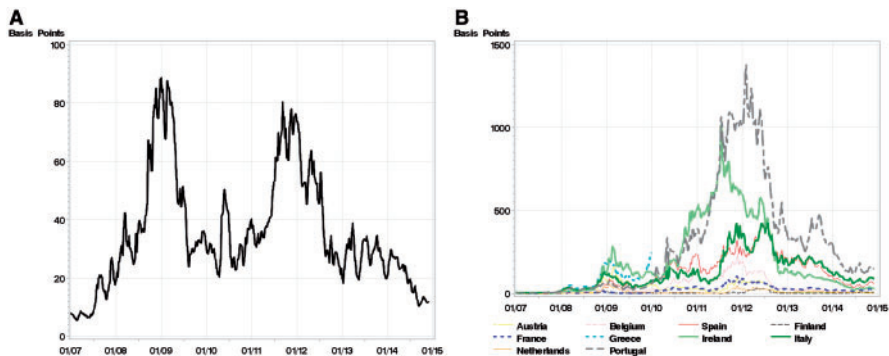 A
Basis Points
100
80
60
40
20
0
01/07 01/08 01/09 01/10 01/11 01/12 01/13 01/14 01/15
B
Basis Points
1500
1000
500
0
01/07 01/08 01/09 01/10 01/11 01/12 01/13 01/14 01/15
Austria Belgium Spain Finland
France Greece Ireland Italy
Netherlands Portugal